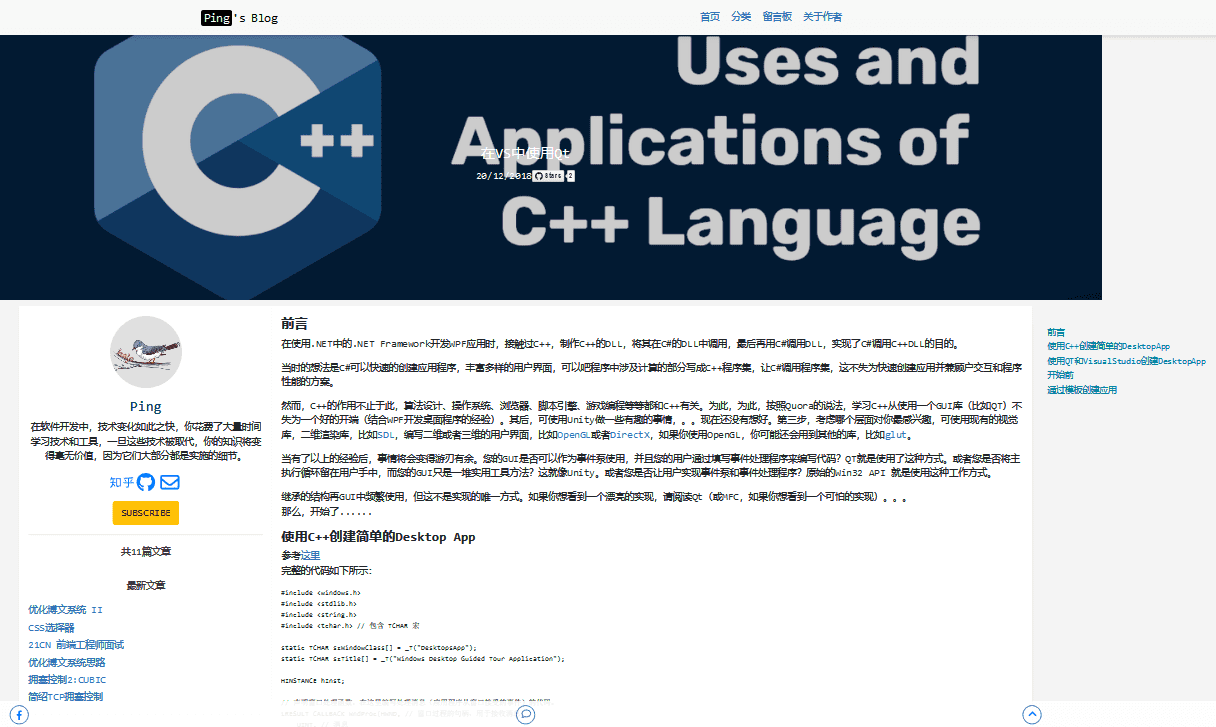 Ping's Blog
首页 分类 留言板 关于作者
C++
Uses and
Applications of
C++ Language
在VS中使用Qt
20/12/2018 Stars 2
Ping
在软件开发中，技术变化如此之快，你花费了大量时间
学习技术和工具，一旦这些技术被取代，你的知识将变
得毫无价值，因为它们大部分都是实施的细节。
知乎
SUBSCRIBE
共11篇文章
最新文章
优化博文系统 II
CSS选择器
21CN 前端工程师面试
优化博文系统思路
拥塞控制2:CUBIC
简绍TCP拥塞控制
前言
在使用.NET中的.NET Framework开发WPF应用时，接触过C++，制作C++的DLL，将其在C#的DLL中调用，最后再用C#调用DLL，实现了C#调用C++DLL的目的。
当时的想法是C#可以快速的创建应用程序，丰富多样的用户界面，可以吧程序中涉及计算的部分写成C++程序集，让C#调用程序集，这不失为快速创建应用并兼顾户交互和程序
性能的方案。
然而，C++的作用不止于此，算法设计、操作系统、浏览器、脚本引擎、游戏编程等等都和C++有关。为此，为此，按照Quora的说法，学习C++从使用一个GUI库（比如QT）不
失为一个好的开端（结合WPF开发桌面程序的经验）。其后，可使用Unity做一些有趣的事情，。。现在还没有想好。第三步，考虑哪个层面对你最感兴趣，可使用现有的视觉
库，二维渲染库，比如SDL，编写二维或者三维的用户界面，比如OpenGL或者DirectX，如果你使用OpenGL，你可能还会用到其他的库，比如glut。
当有了以上的经验后，事情将会变得游刃有余。您的GUI是否可以作为事件泵使用，并且您的用户通过填写事件处理程序来编写代码？QT就是使用了这种方式。或者您是否将主
执行循环留在用户手中，而您的GUI只是一堆实用工具方法？这就像Unity。或者您是否让用户实现事件泵和事件处理程序？原始的Win32 API 就是使用这种工作方式。
继承的结构再GUI中频繁使用，但这不是实现的唯一方式。如果你想看到一个漂亮的实现，请阅读Qt（或MFC，如果你想看到一个可怕的实现）。。。
那么，开始了......
使用C++创建简单的Desktop App
参考这里
完整的代码如下所示：
#include <windows.h>
#include <stdlib.h>
#include <string.h>
#include <tchar.h> // 包含 TCHAR 宏
static TCHAR szWindowClass[] = _T("DesktopsApp");
static TCHAR szTitle[] = _T("Windows Desktop Guided Tour Application");
HINSTANCE hInst;
前言
使用C++创建简单的DesktopApp
使用QT和VisualStudio创建DesktopApp
开始前
通过模板创建应用